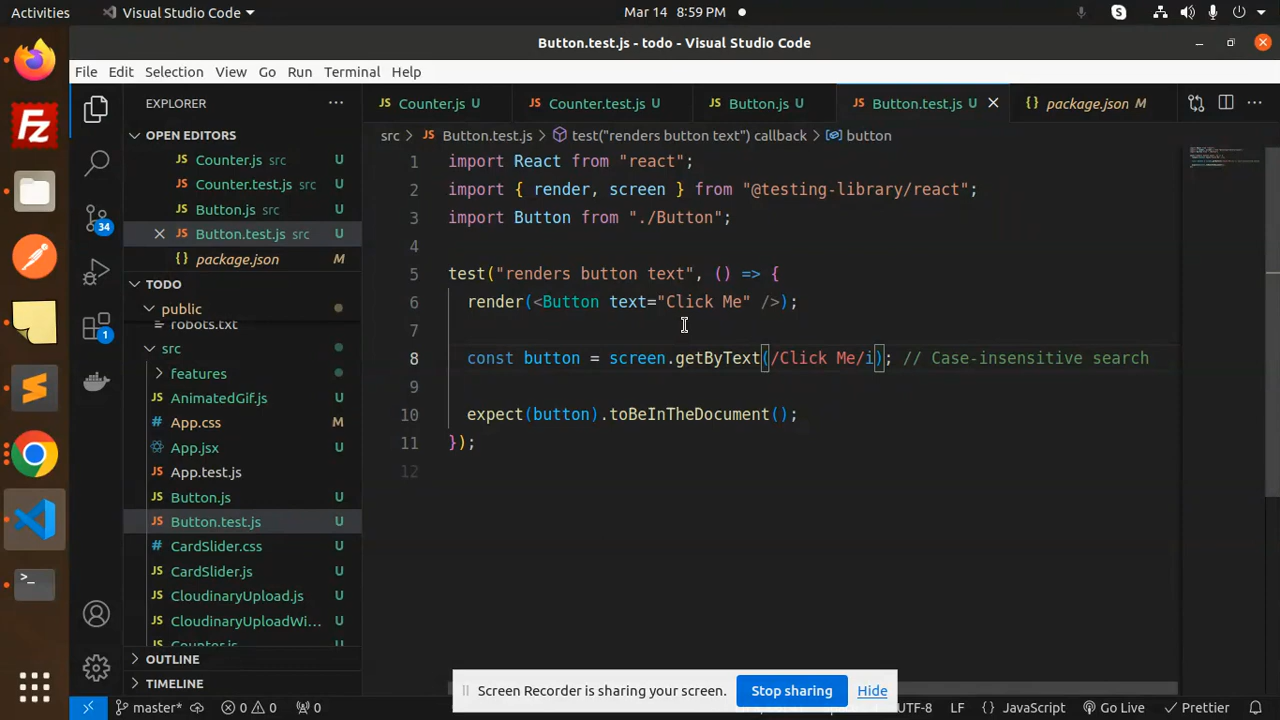 Activities Visual Studio Code Mar 14 8:59 PM
Button.test.js - todo - Visual Studio Code
File Edit Selection View Go Run Terminal Help
EXPLORER
OPEN EDITORS
Counter.js src U
Counter.test.js src U
Button.js src U
Button.test.js src U
package.json M
TODO
public
robots.txt
src
features
AnimatedGif.js U
App.css M
App.jsx U
App.test.js
Button.js U
Button.test.js U
CardSlider.css U
CardSlider.js U
CloudinaryUpload.js U
CloudinaryUploadWi... U
Counter.js U
OUTLINE
TIMELINE
34
1
Counter.js U Counter.test.js U Button.js U Button.test.js U package.json M
src > Button.test.js > test("renders button text") callback > button
1 import React from "react";
2 import { render, screen } from "@testing-library/react";
3 import Button from "./Button";
4
5 test("renders button text", () => {
6 render(<Button text="Click Me" />);
7
8 const button = screen.getByText(/Click Me/i); // Case-insensitive search
9
10 expect(button).toBeInTheDocument();
11 });
12
Screen Recorder is sharing your screen. Stop sharing Hide
master* 0 0 0 UTF-8 LF JavaScript Go Live Prettier